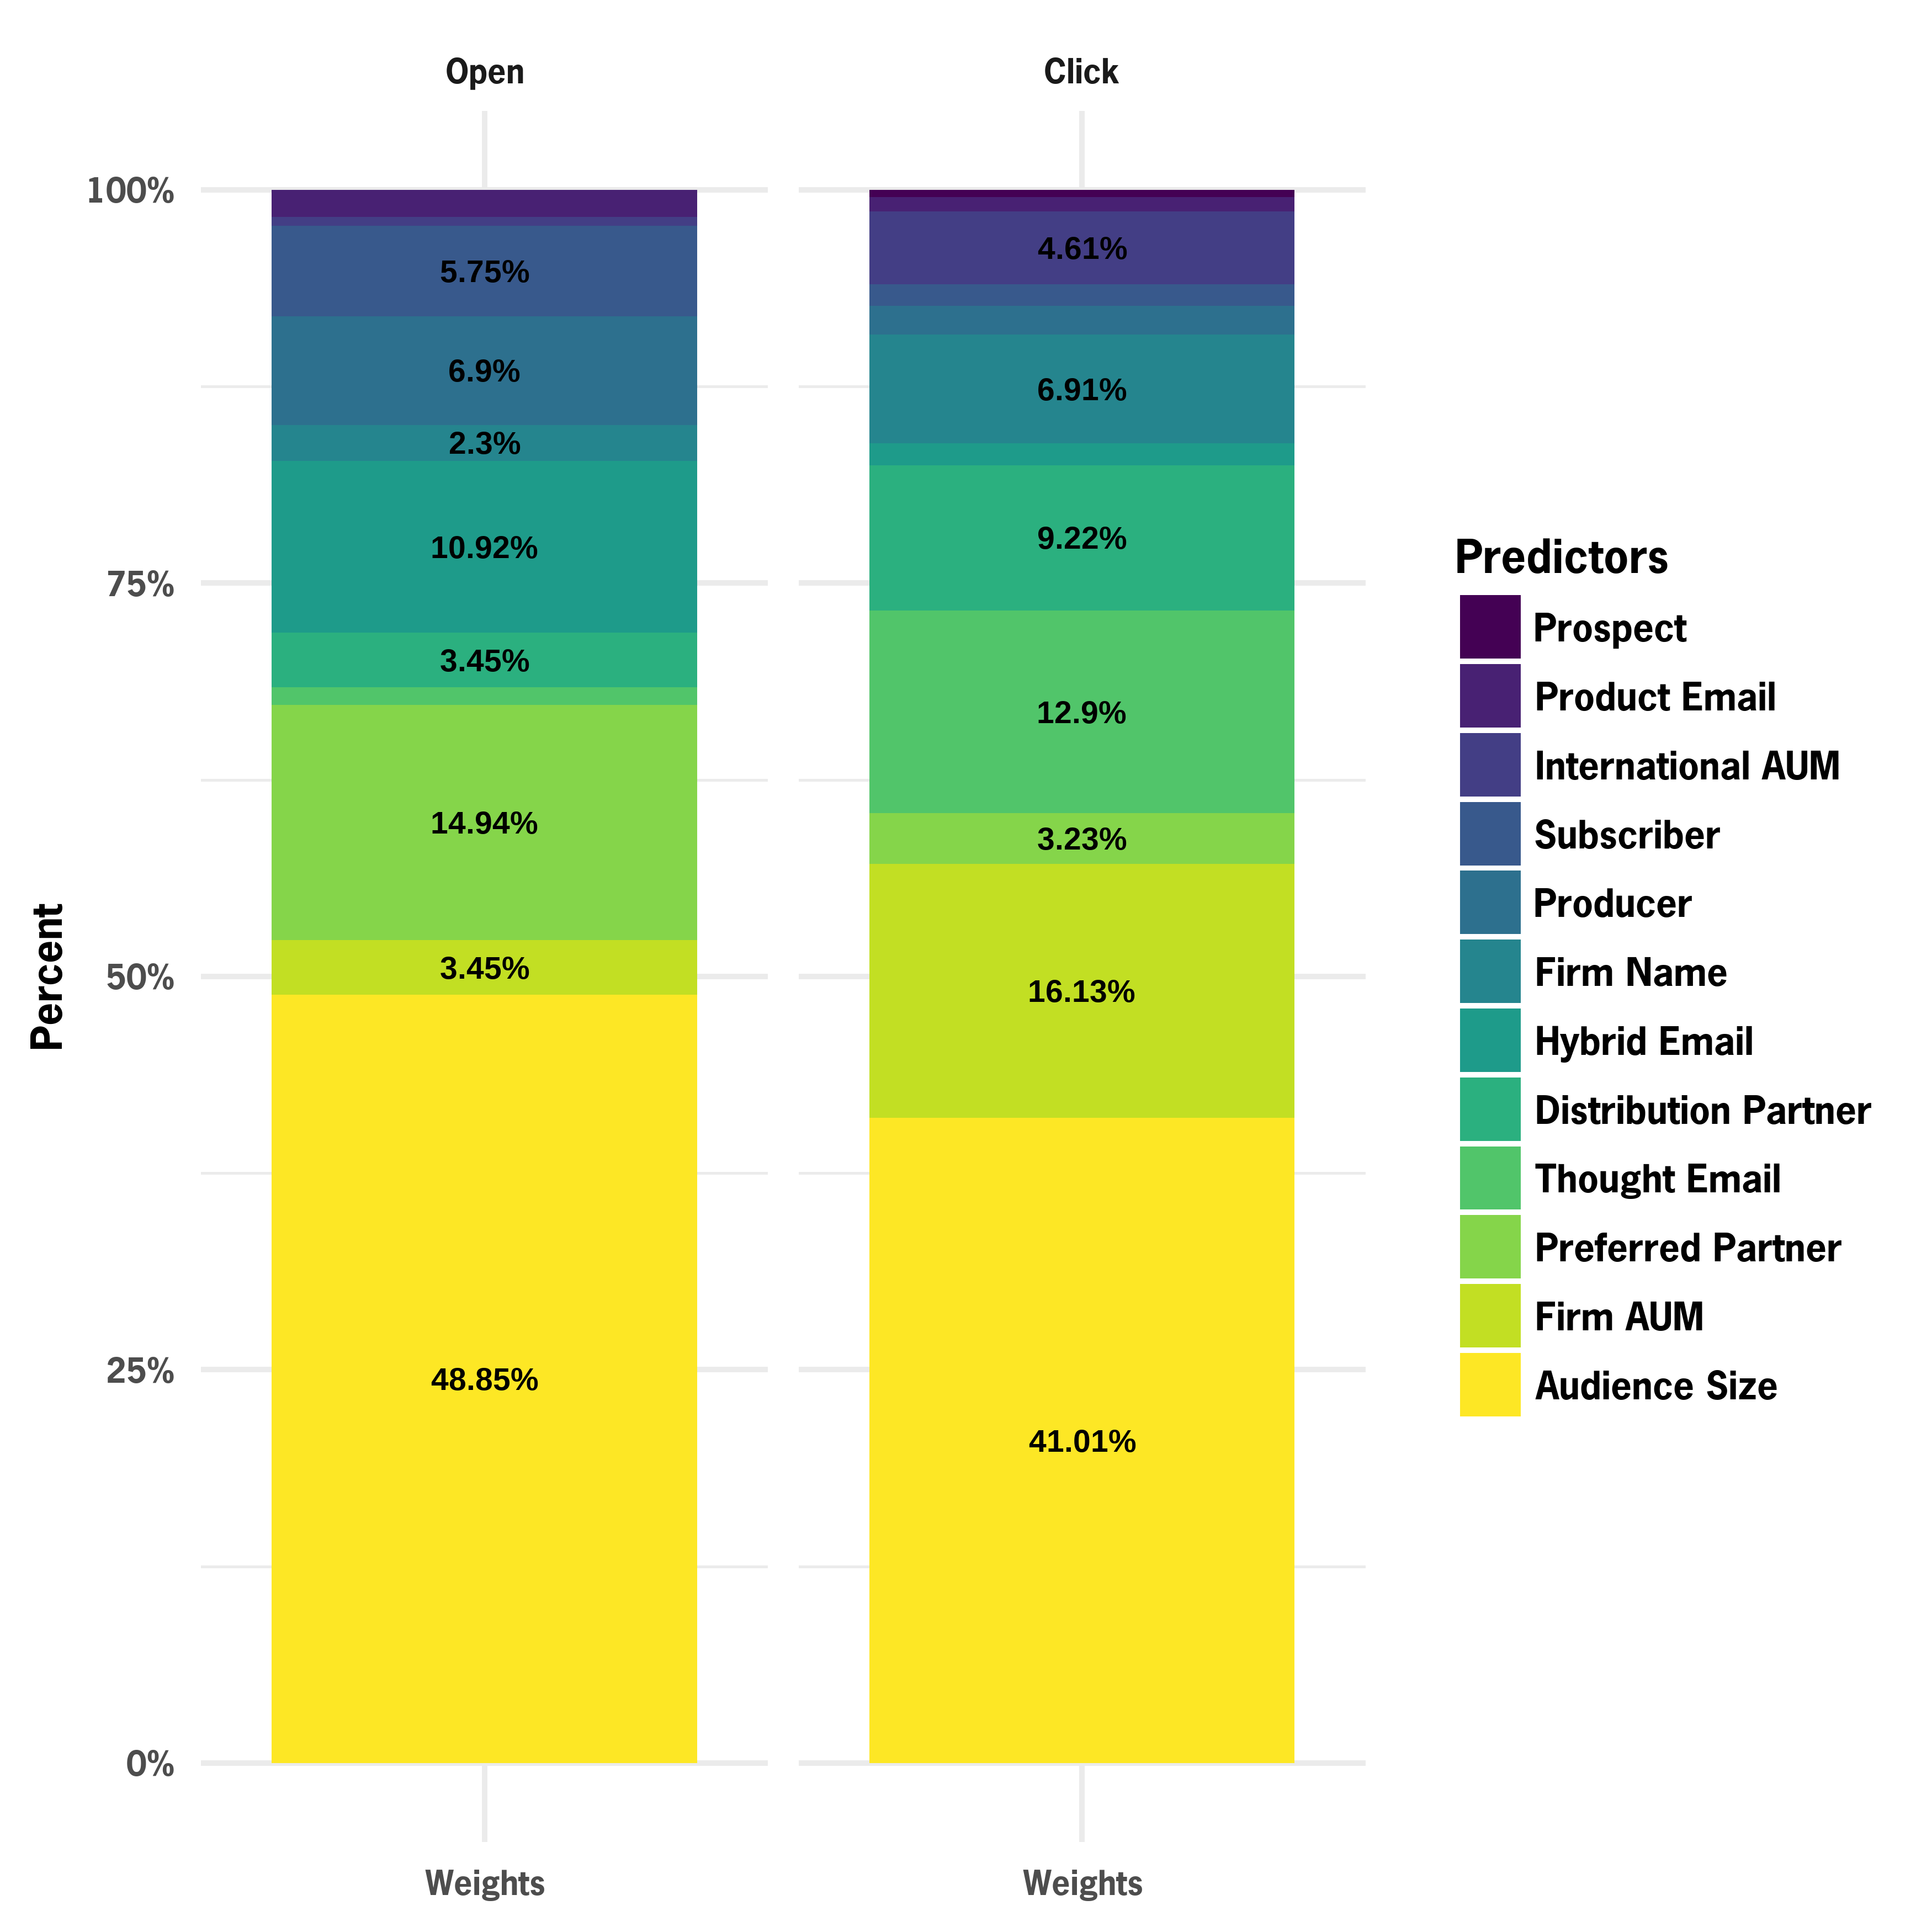 Open
Click
100%
75%
50%
25%
0%
Percent
5.75%
6.9%
2.3%
10.92%
3.45%
14.94%
3.45%
48.85%
4.61%
6.91%
9.22%
12.9%
3.23%
16.13%
41.01%
Weights
Weights
Predictors
Prospect
Product Email
International AUM
Subscriber
Producer
Firm Name
Hybrid Email
Distribution Partner
Thought Email
Preferred Partner
Firm AUM
Audience Size